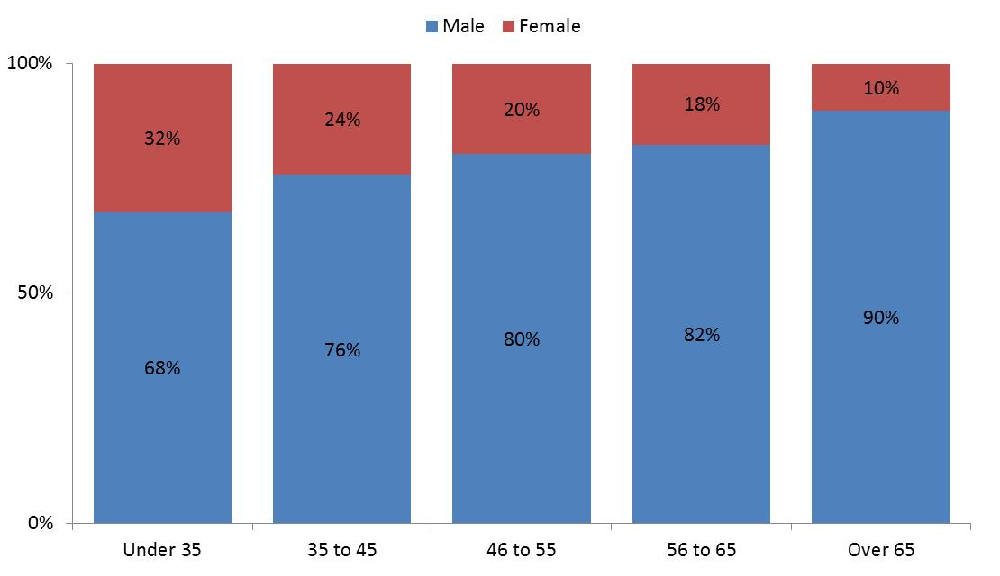 Male Female
100%
32% 24% 20% 18% 10%
50%
68% 76% 80% 82% 90%
0%
Under 35 35 to 45 46 to 55 56 to 65 Over 65